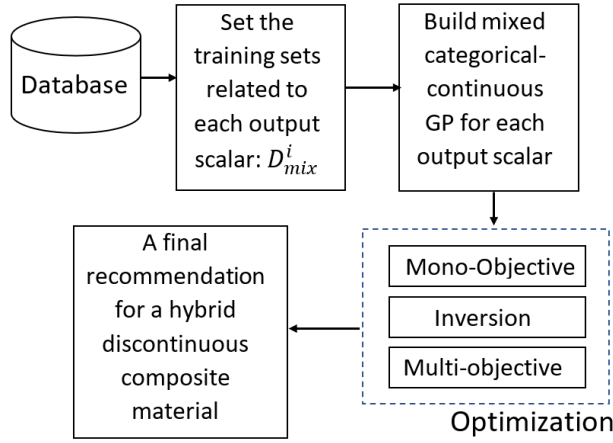 Database
Set the
training sets
related to
each output
scalar: D^i_mix
Build mixed
categorical-
continuous
GP for each
output scalar
Mono-Objective
Inversion
Multi-objective
Optimization
A final
recommendation
for a hybrid
discontinuous
composite
material